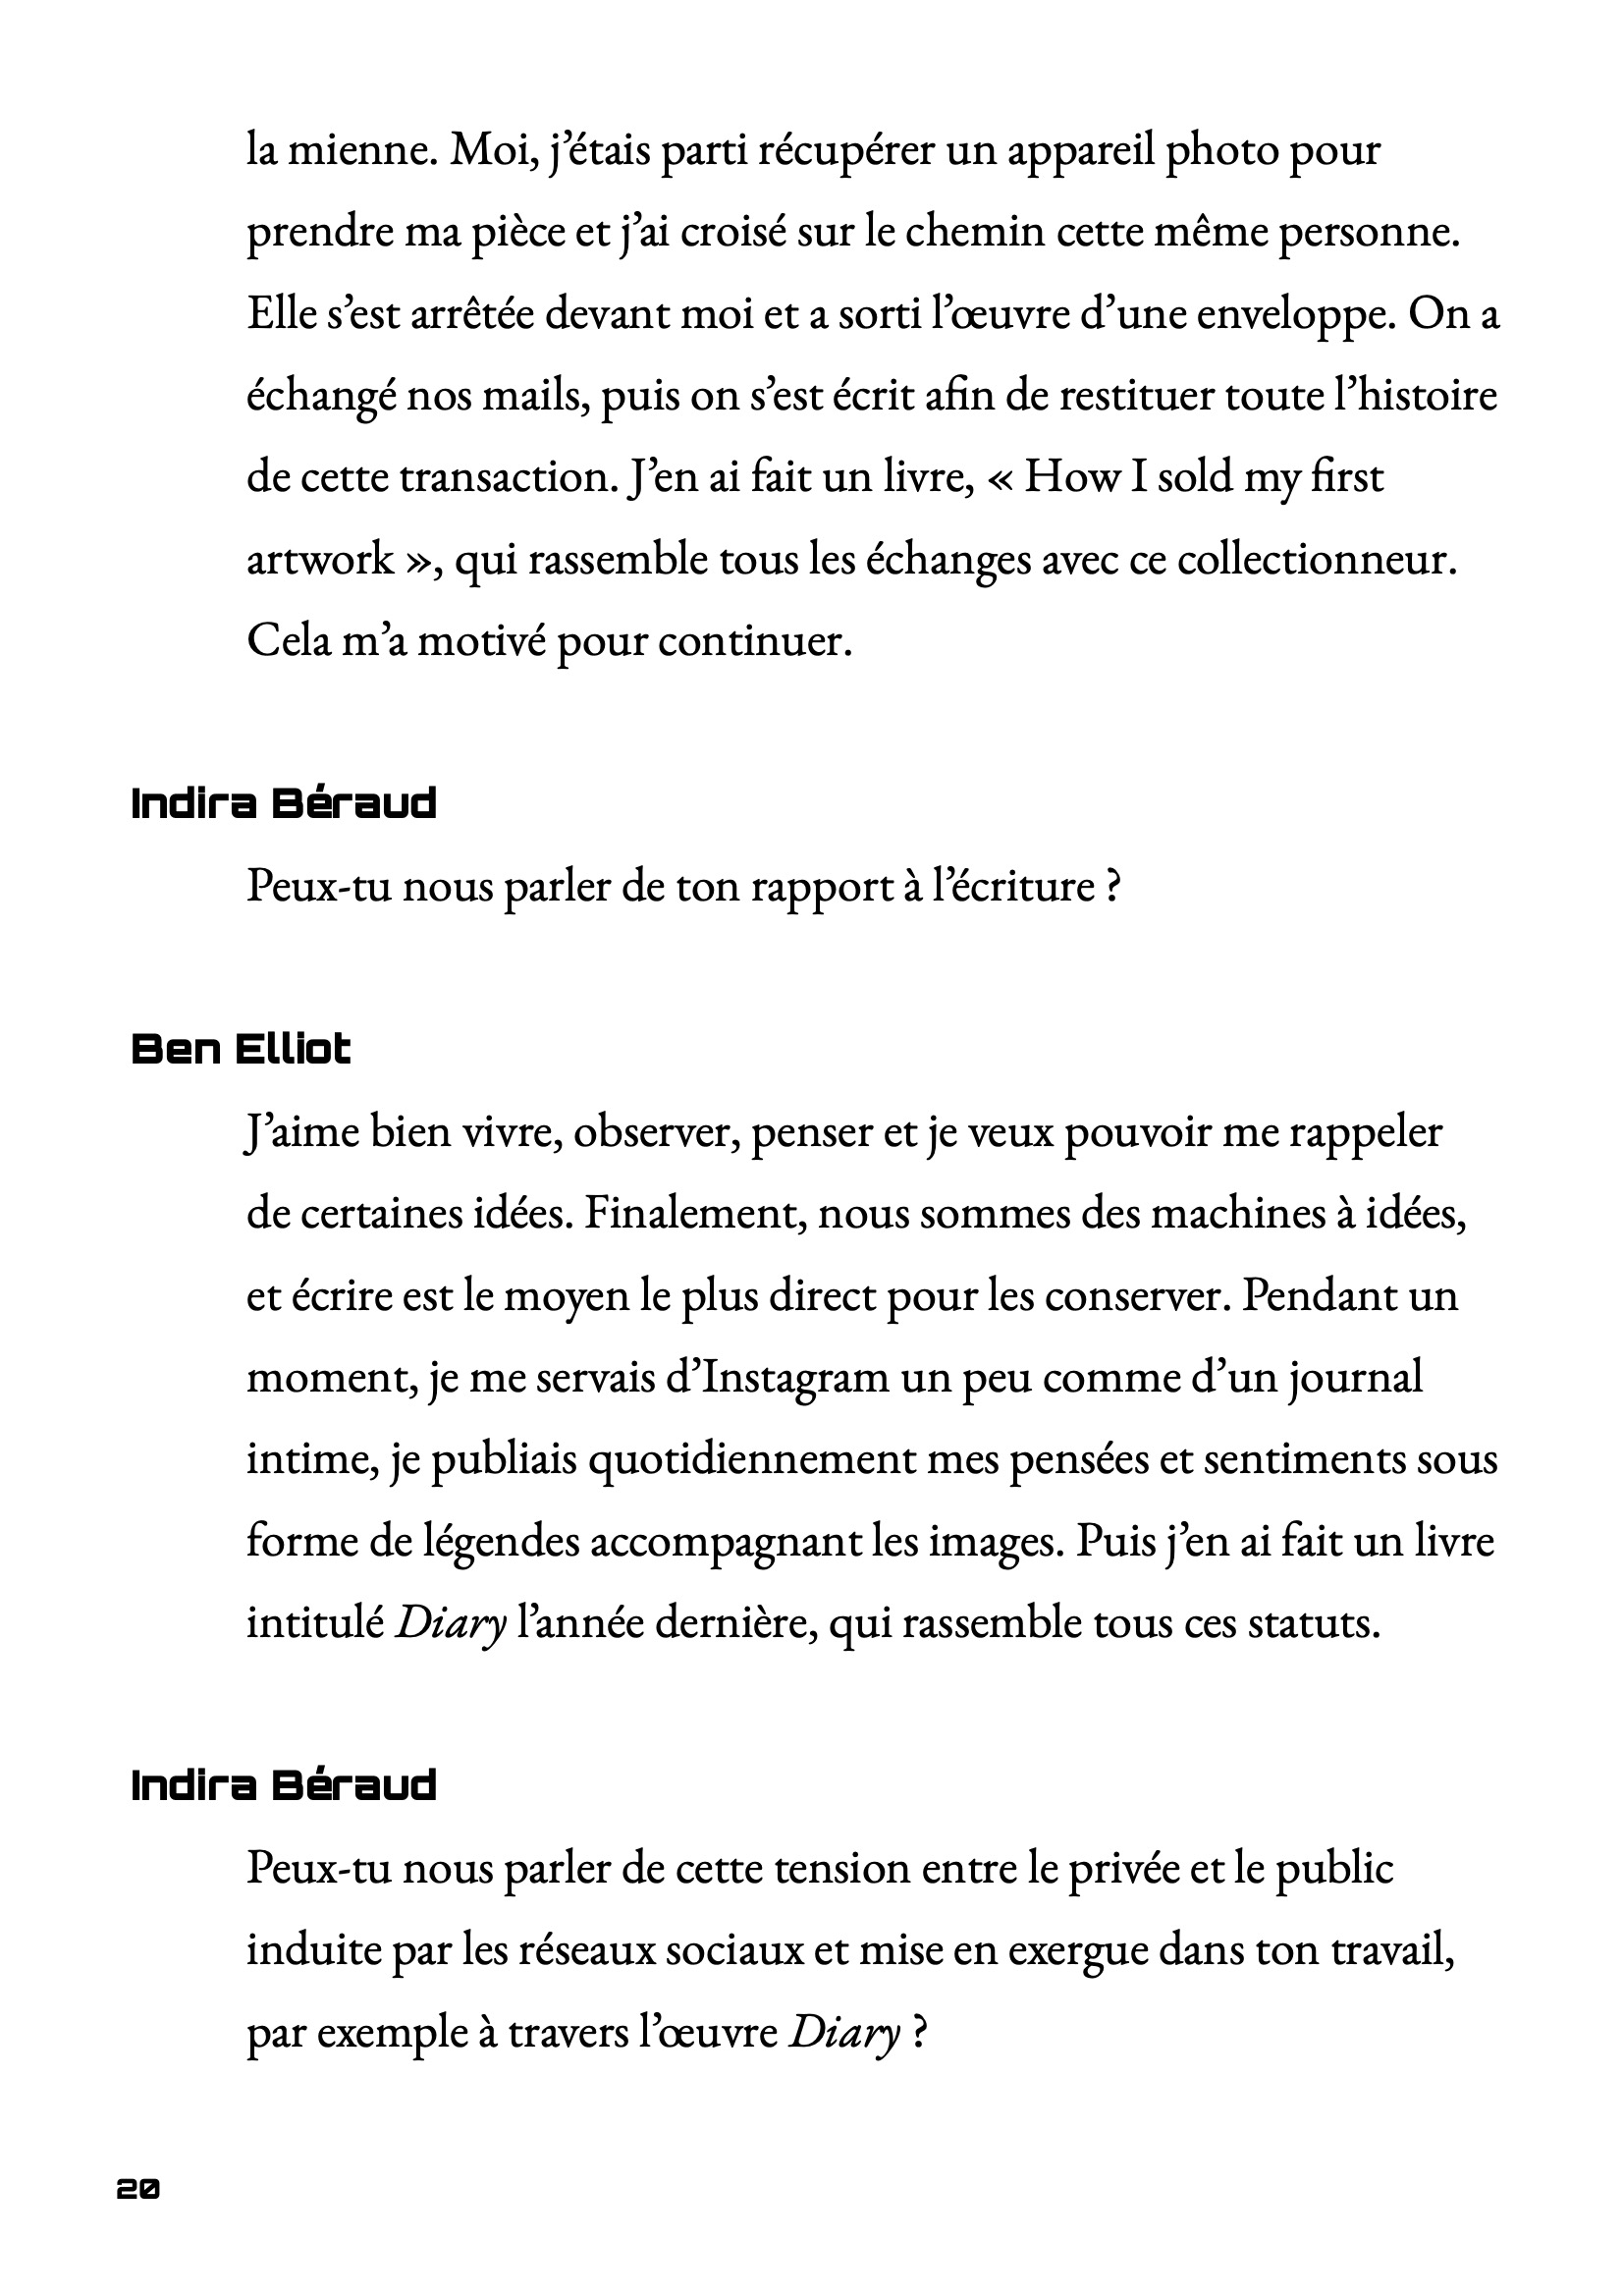 la mienne. Moi, j’étais parti récupérer un appareil photo pour
prendre ma pièce et j’ai croisé sur le chemin cette même personne.
Elle s’est arrêtée devant moi et a sorti l’œuvre d’une enveloppe. On a
échangé nos mails, puis on s’est écrit afin de restituer toute l’histoire
de cette transaction. J’en ai fait un livre, « How I sold my first
artwork », qui rassemble tous les échanges avec ce collectionneur.
Cela m’a motivé pour continuer.
Indira Béraud
Peux-tu nous parler de ton rapport à l’écriture ?
Ben Elliot
J’aime bien vivre, observer, penser et je veux pouvoir me rappeler
de certaines idées. Finalement, nous sommes des machines à idées,
et écrire est le moyen le plus direct pour les conserver. Pendant un
moment, je me servais d’Instagram un peu comme d’un journal
intime, je publiais quotidiennement mes pensées et sentiments sous
forme de légendes accompagnant les images. Puis j’en ai fait un livre
intitulé Diary l’année dernière, qui rassemble tous ces statuts.
Indira Béraud
Peux-tu nous parler de cette tension entre le privée et le public
induite par les réseaux sociaux et mise en exergue dans ton travail,
par exemple à travers l’œuvre Diary ?
20